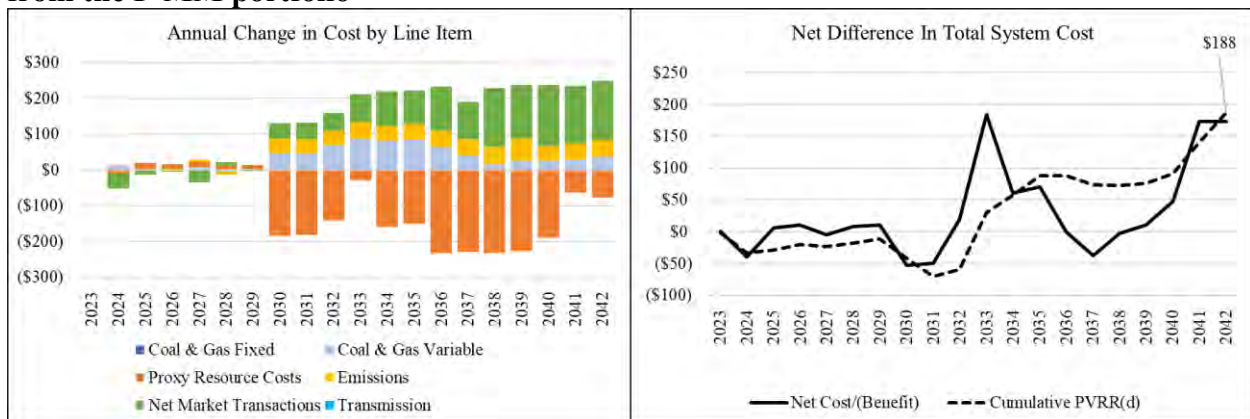 from the P-MM portfolio
Annual Change in Cost by Line Item
$300
$200
$100
$0
($100)
($200)
($300)
2023 2024 2025 2026 2027 2028 2029 2030 2031 2032 2033 2034 2035 2036 2037 2038 2039 2040 2041 2042
Coal & Gas Fixed Coal & Gas Variable
Proxy Resource Costs Emissions
Net Market Transactions Transmission
Net Difference In Total System Cost
$188
$250
$200
$150
$100
$50
$0
($50)
($100)
2023 2024 2025 2026 2027 2028 2029 2030 2031 2032 2033 2034 2035 2036 2037 2038 2039 2040 2041 2042
Net Cost/(Benefit) Cumulative PVRR(d)